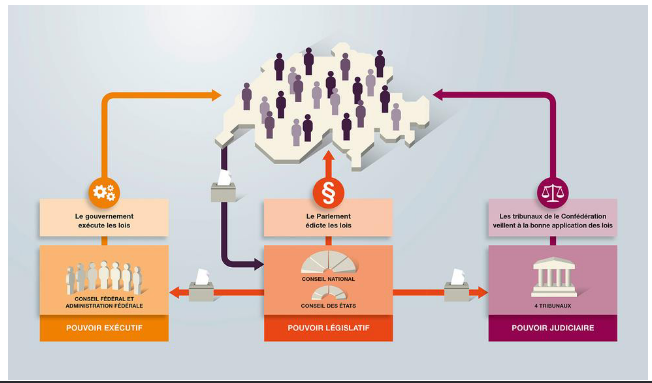 Le gouvernement
exécute les lois
Le Parlement
édicte les lois
Les tribunaux de la Confédération
veillent à la bonne application des lois
§
CONSEIL FÉDÉRAL ET
ADMINISTRATION FÉDÉRALE
CONSEIL NATIONAL
CONSEIL DES ÉTATS
4 TRIBUNAUX
POUVOIR EXÉCUTIF
POUVOIR LÉGISLATIF
POUVOIR JUDICIAIRE